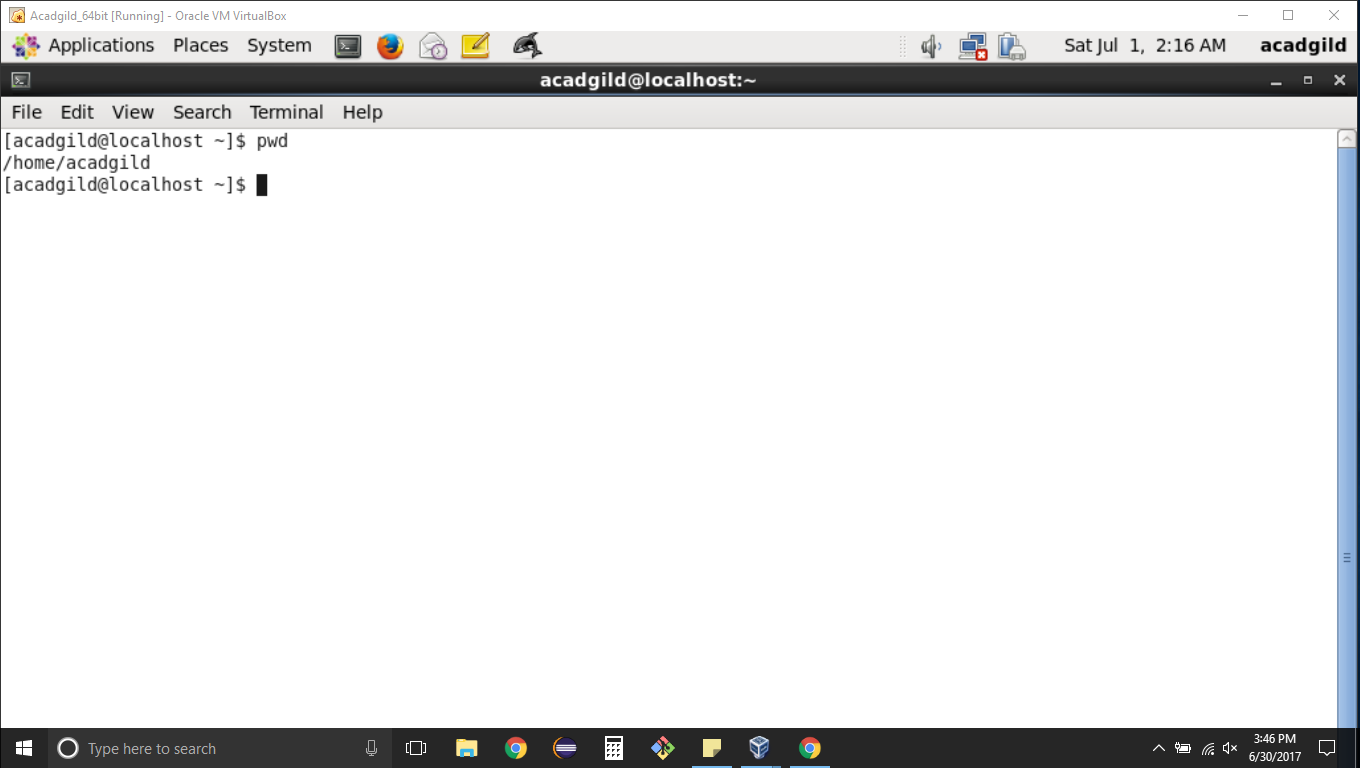 Acadgild_64bit [Running] - Oracle VM VirtualBox
Applications Places System Sat Jul 1, 2:16 AM acadgild
acadgild@localhost:~
File Edit View Search Terminal Help
[acadgild@localhost ~]$ pwd
/home/acadgild
[acadgild@localhost ~]$
Type here to search
3:46 PM
6/30/2017